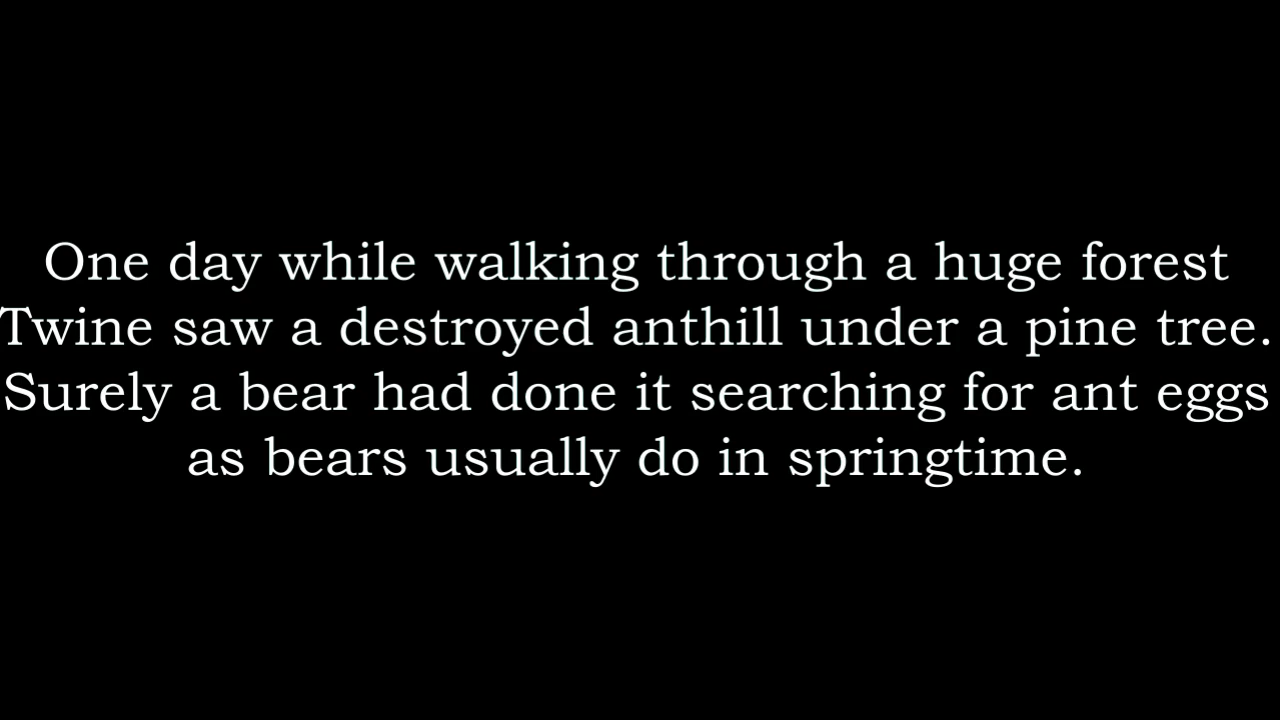 One day while walking through a huge forest
Twine saw a destroyed anthill under a pine tree.
Surely a bear had done it searching for ant eggs
as bears usually do in springtime.